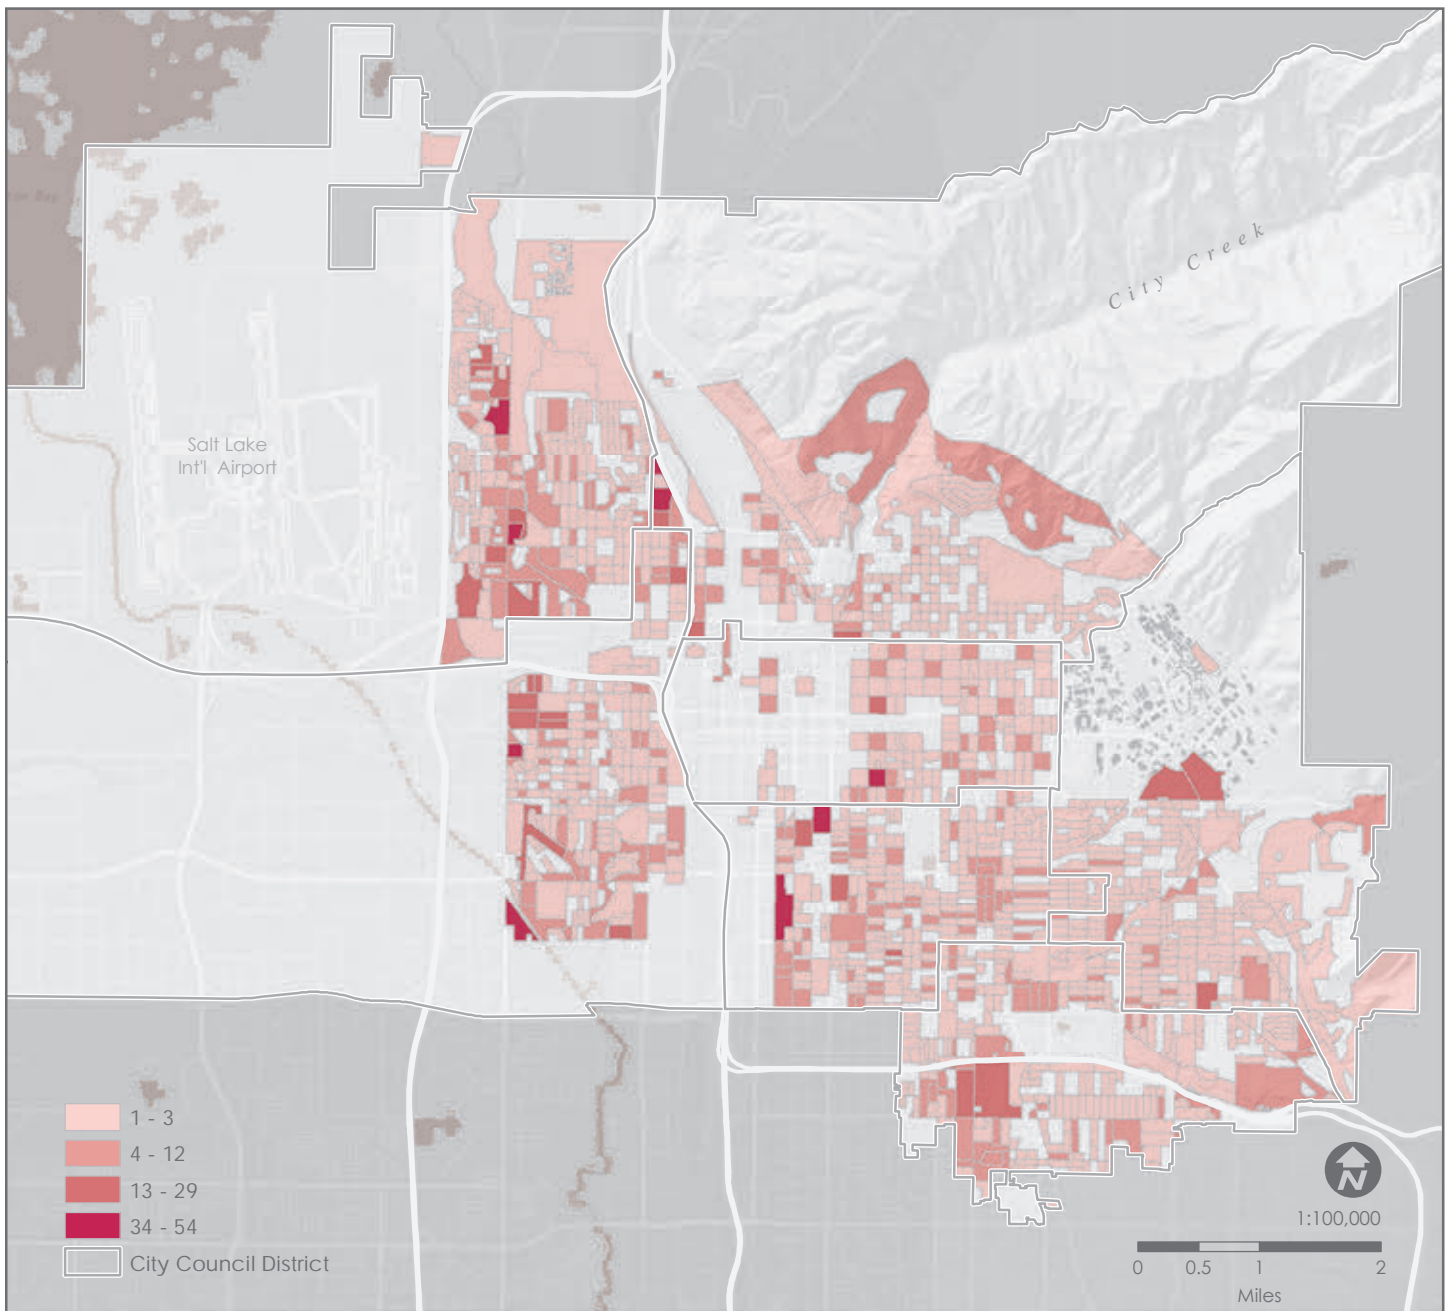 City Creek
Salt Lake
Int'l Airport
1 - 3
4 - 12
13 - 29
34 - 54
City Council District
N
1:100,000
0 0.5 1 2
Miles